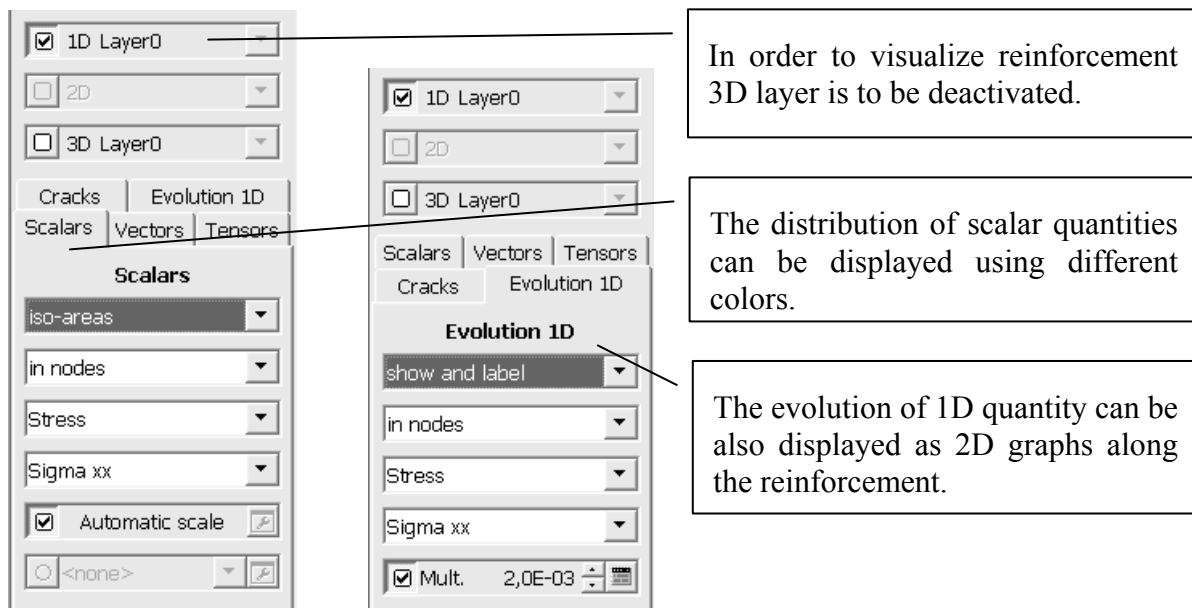 1D Layer0
2D
3D Layer0
Cracks Evolution 1D
Scalars Vectors Tensors
Scalars
iso-areas
in nodes
Stress
Sigma xx
Automatic scale
<none>
1D Layer0
2D
3D Layer0
Scalars Vectors Tensors
Cracks Evolution 1D
Evolution 1D
show and label
in nodes
Stress
Sigma xx
Mult. 2,0E-03
In order to visualize reinforcement
3D layer is to be deactivated.
The distribution of scalar quantities
can be displayed using different
colors.
The evolution of 1D quantity can be
also displayed as 2D graphs along
the reinforcement.